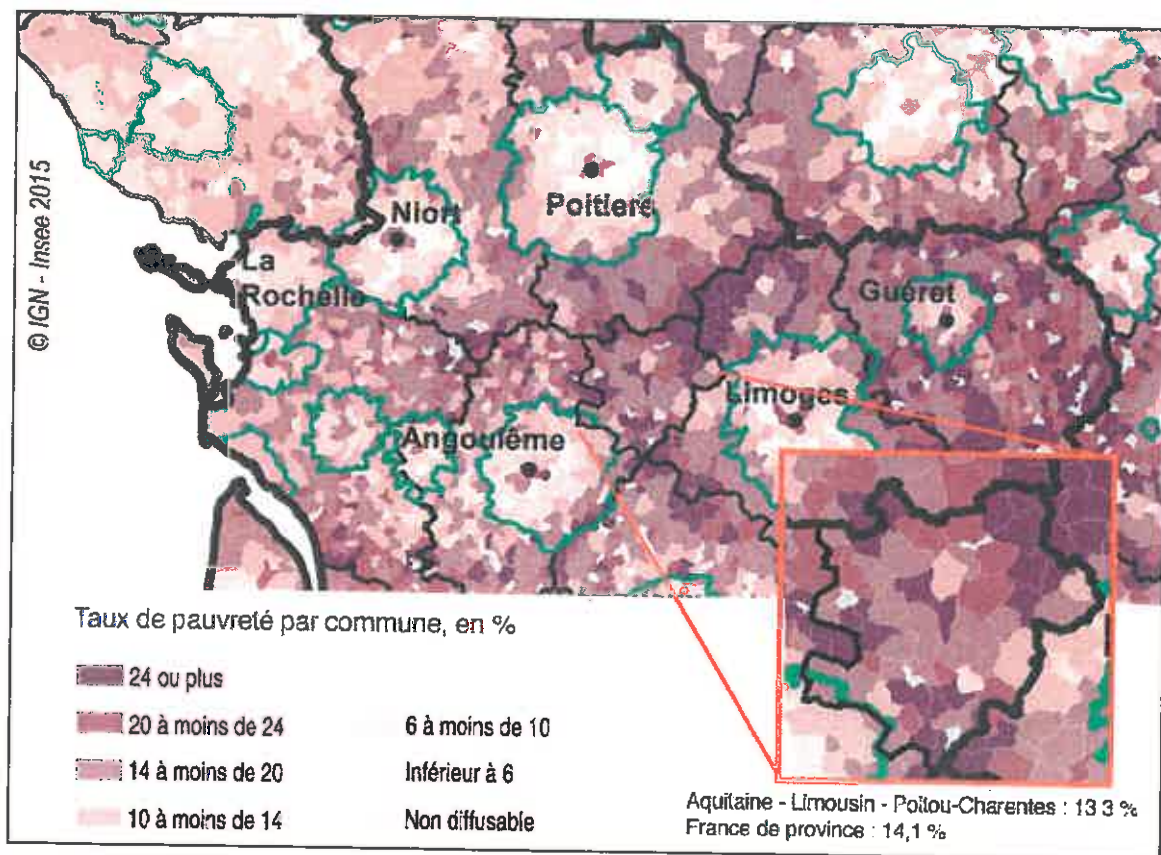 © IGN - Insee 2015
Niort
Poitiers
La
Rochelle
Guéret
Limoges
Angoulême
Taux de pauvreté par commune, en %
24 ou plus
20 à moins de 24
14 à moins de 20
10 à moins de 14
6 à moins de 10
Inférieur à 6
Non diffusable
Aquitaine - Limousin - Poitou-Charentes : 13 3 %
France de province : 14,1 %